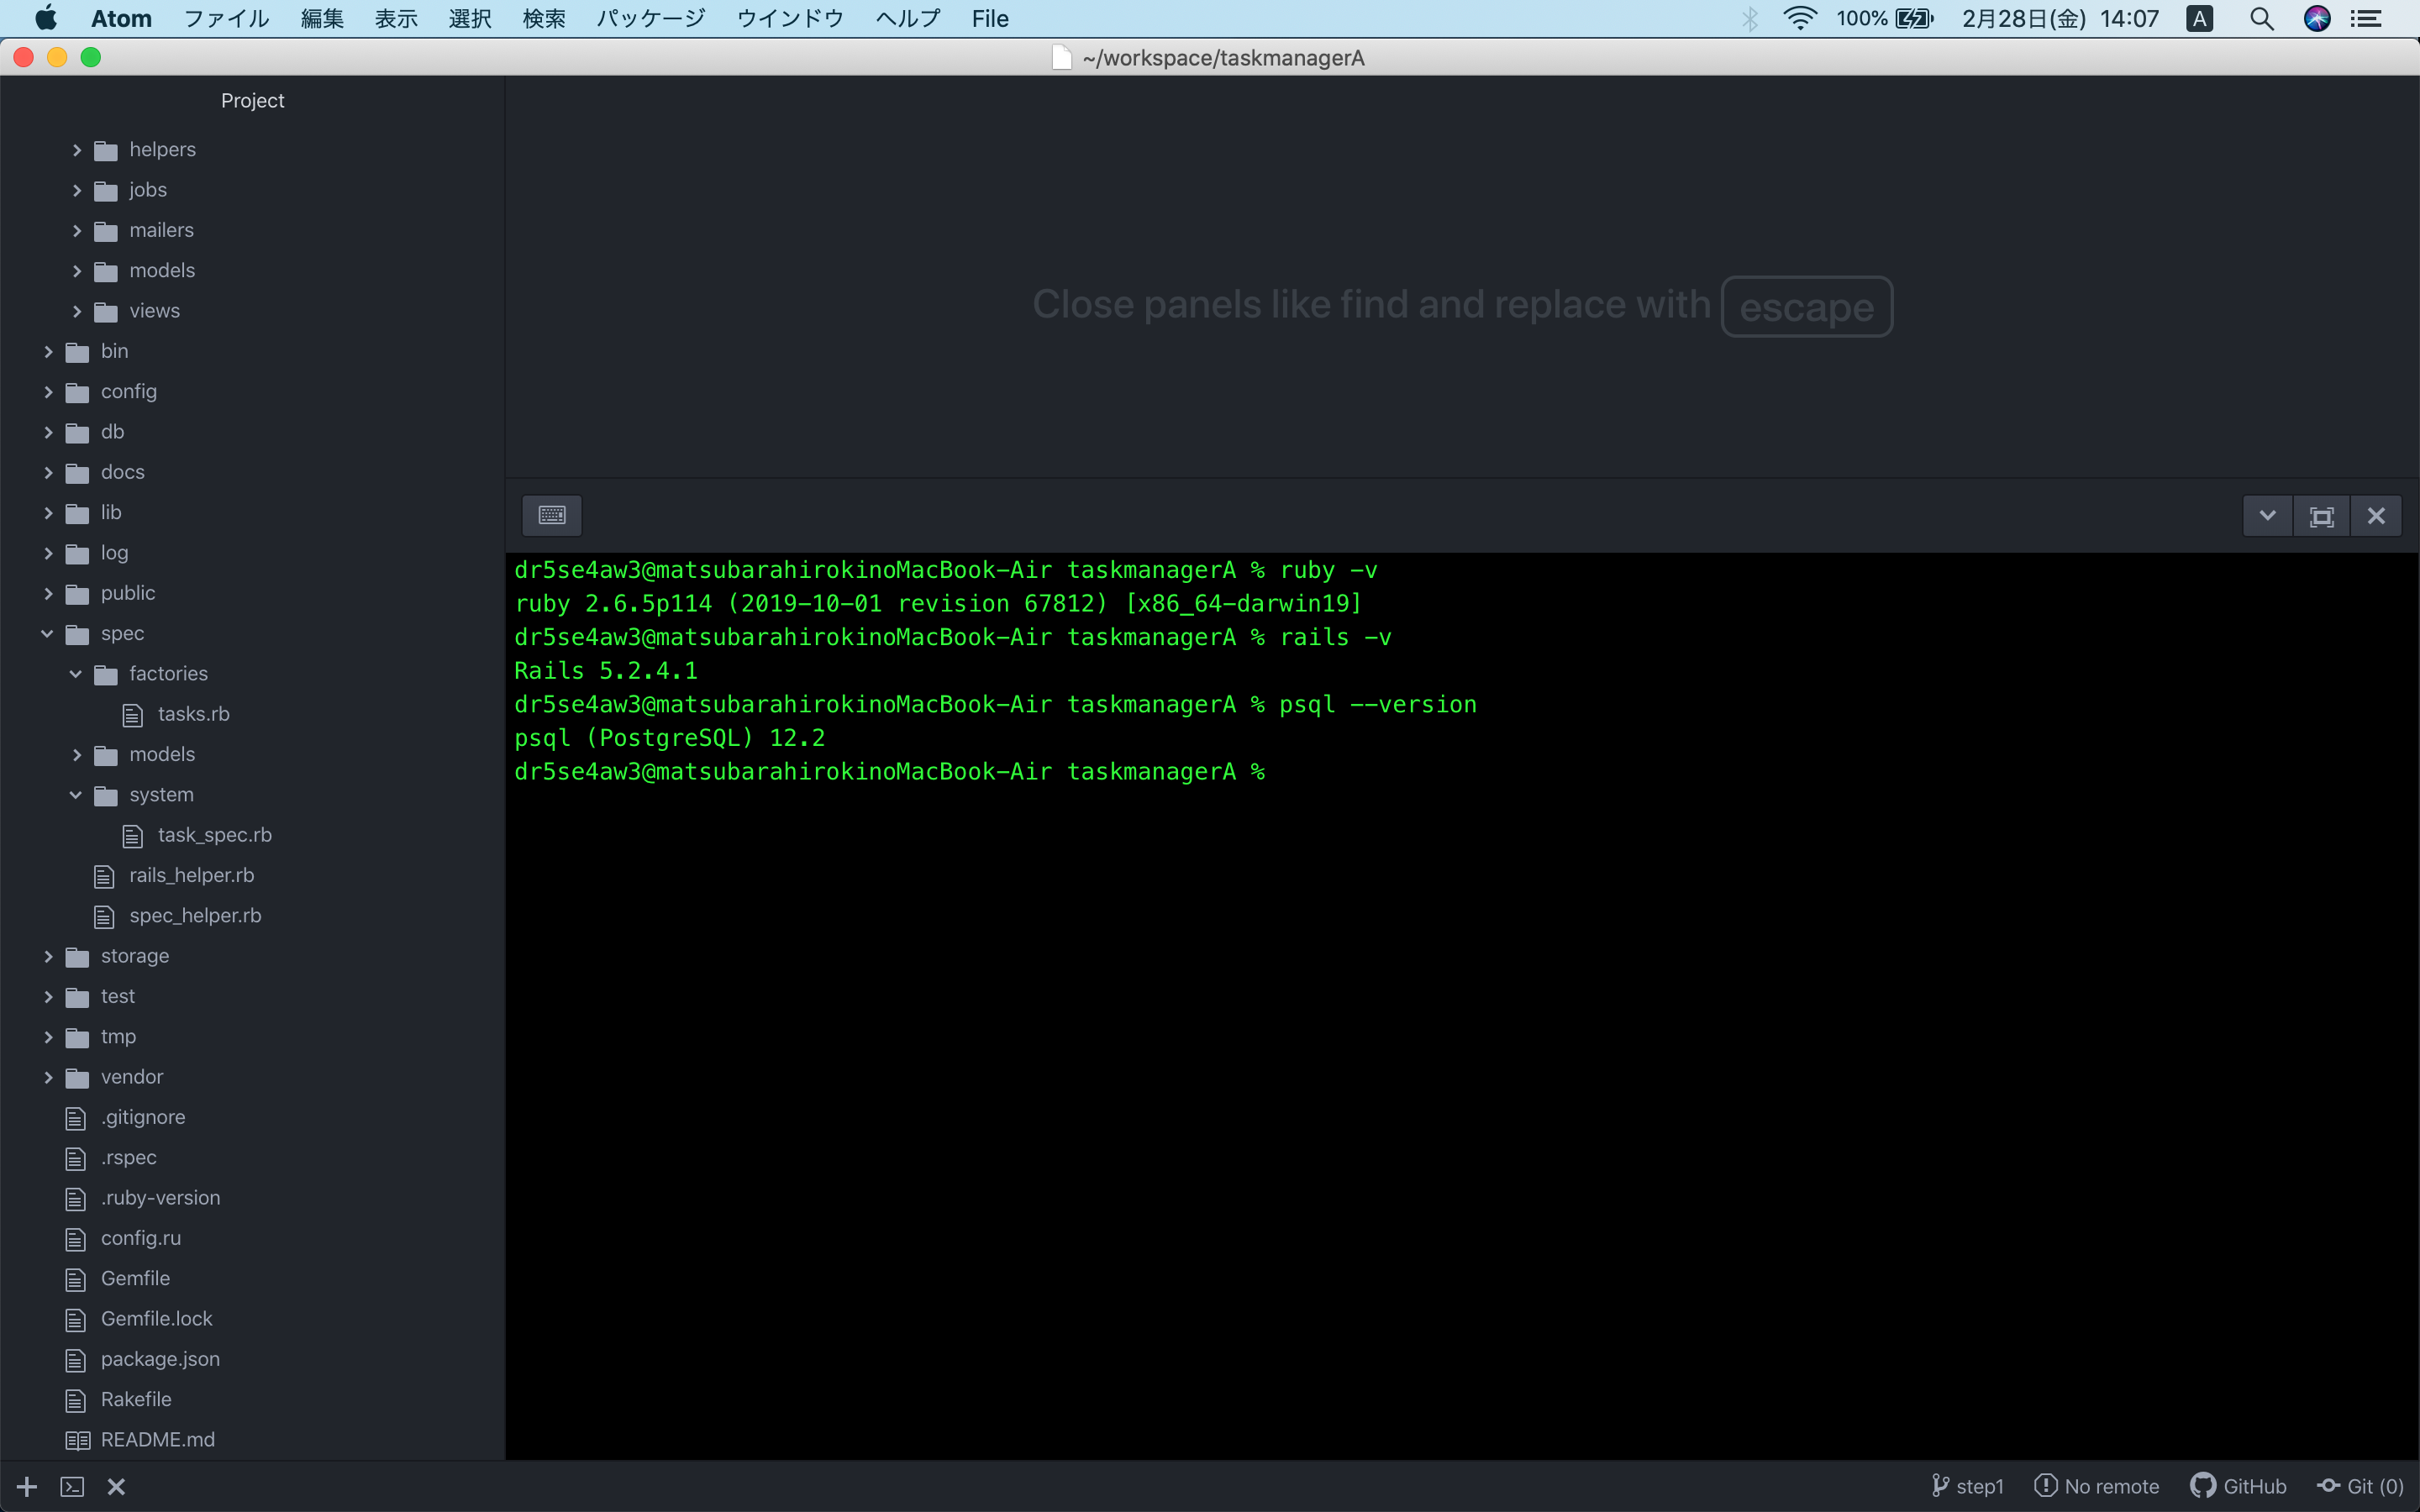 Atom ファイル 編集 表示 選択 検索 パッケージ ウインドウ ヘルプ File 100% 2月28日(金) 14:07 A
~/workspace/taskmanagerA
Project
helpers
jobs
mailers
models
views
bin
config
db
docs
lib
log
public
spec
factories
tasks.rb
models
system
task_spec.rb
rails_helper.rb
spec_helper.rb
storage
test
tmp
vendor
.gitignore
.rspec
.ruby-version
config.ru
Gemfile
Gemfile.lock
package.json
Rakefile
README.md
Close panels like find and replace with escape
dr5se4aw3@matsubarahirokinoMacBook-Air taskmanagerA % ruby -v
ruby 2.6.5p114 (2019-10-01 revision 67812) [x86_64-darwin19]
dr5se4aw3@matsubarahirokinoMacBook-Air taskmanagerA % rails -v
Rails 5.2.4.1
dr5se4aw3@matsubarahirokinoMacBook-Air taskmanagerA % psql --version
psql (PostgreSQL) 12.2
dr5se4aw3@matsubarahirokinoMacBook-Air taskmanagerA %
step1 No remote GitHub Git (0)